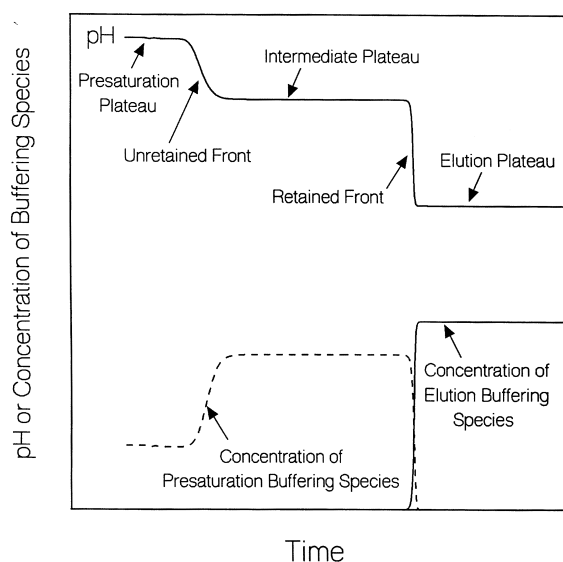 pH
Presaturation
Plateau
Intermediate Plateau
Unretained Front
Elution Plateau
Retained Front
Concentration of
Elution Buffering
Species
Concentration of
Presaturation Buffering Species
pH or Concentration of Buffering Species
Time